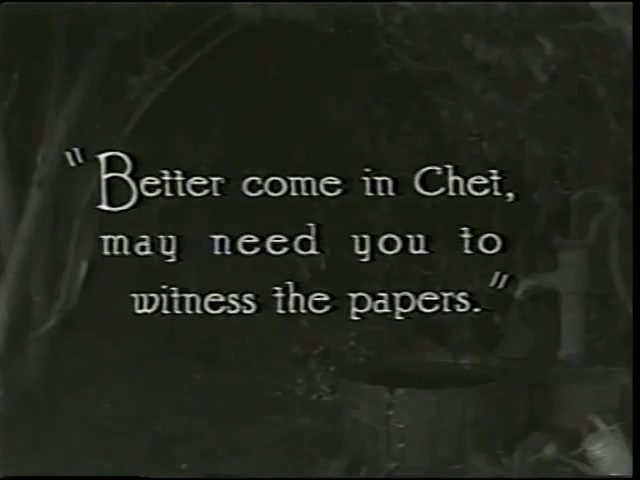 "Better come in Chet,
may need you to
witness the papers."